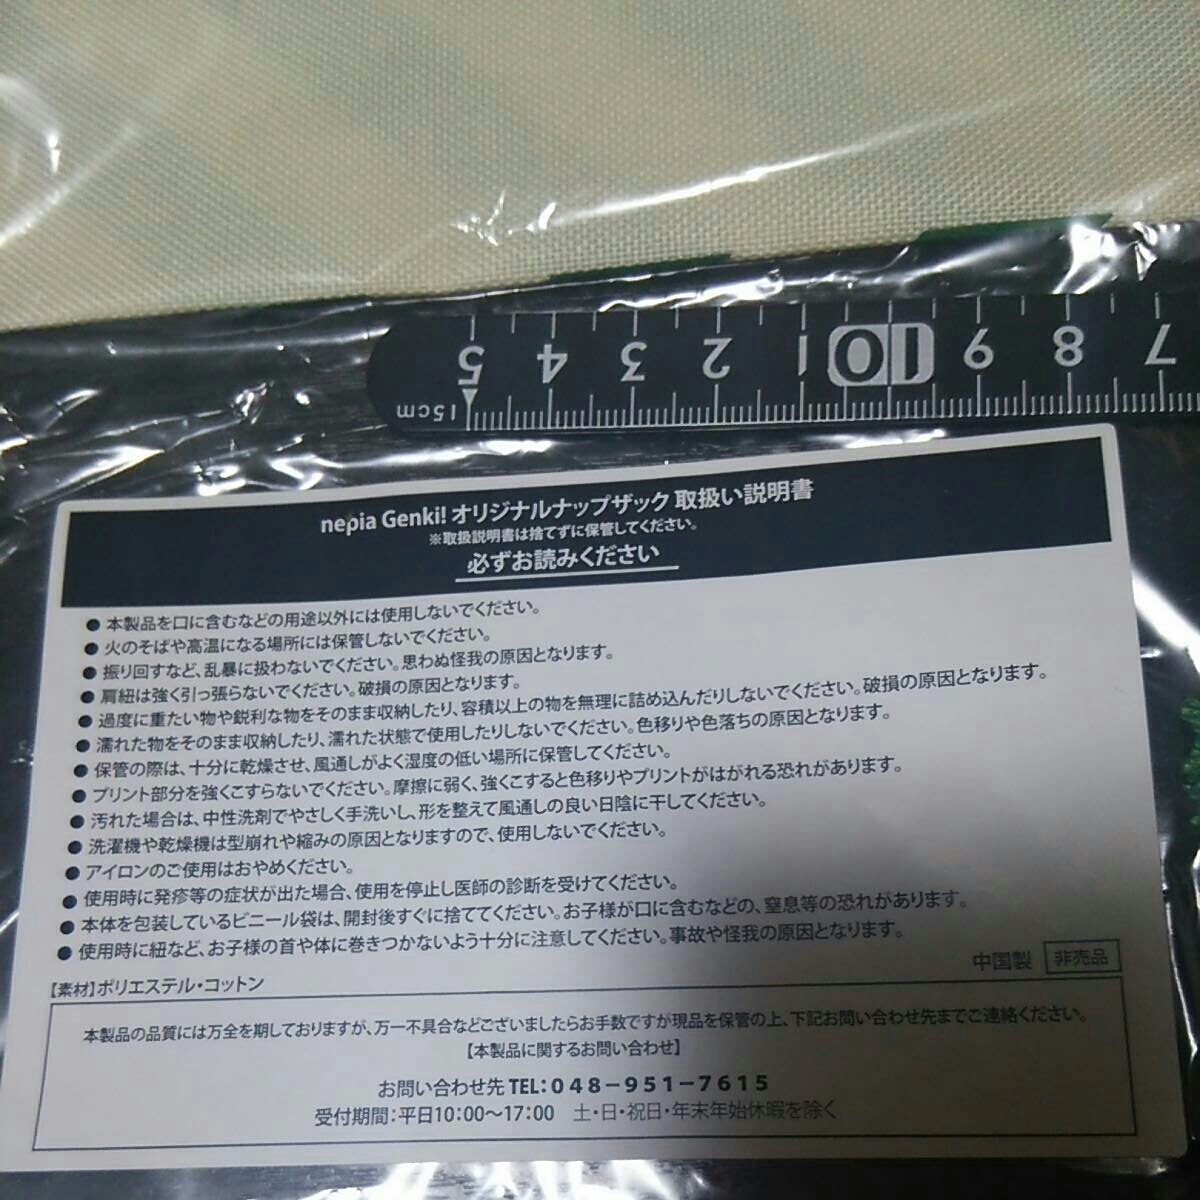 5 4 3 2 1 10 9 8 7
15cm
nepia Genki! オリジナルナップザック 取扱い説明書
※取扱説明書は捨てずに保管してください。
必ずお読みください
● 本製品を口に含むなどの用途以外には使用しないでください。
● 火のそばや高温になる場所には保管しないでください。
● 振り回すなど、乱暴に扱わないでください。思わぬ怪我の原因となります。
● 肩紐は強く引っ張らないでください。破損の原因となります。
● 過度に重たい物や鋭利な物をそのまま収納したり、容積以上の物を無理に詰め込んだりしないでください。破損の原因となります。
● 濡れた物をそのまま収納したり、濡れた状態で使用したりしないでください。色移りや色落ちの原因となります。
● 保管の際は、十分に乾燥させ、風通しがよく湿度の低い場所に保管してください。
● プリント部分を強くこすらないでください。摩擦に弱く、強くこすると色移りやプリントがはがれる恐れがあります。
● 汚れた場合は、中性洗剤でやさしく手洗いし、形を整えて風通しの良い日陰に干してください。
● 洗濯機や乾燥機は型崩れや縮みの原因となりますので、使用しないでください。
● アイロンのご使用はおやめください。
● 使用時に発疹等の症状が出た場合、使用を停止し医師の診断を受けてください。
● 本体を包装しているビニール袋は、開封後すぐに捨ててください。お子様が口に含むなどの、窒息等の恐れがあります。
● 使用時に紐など、お子様の首や体に巻きつかないよう十分に注意してください。事故や怪我の原因となります。
中国製 非売品
【素材】ポリエステル・コットン
本製品の品質には万全を期しておりますが、万一不具合などございましたらお手数ですが現品を保管の上、下記お問い合わせ先までご連絡ください。
【本製品に関するお問い合わせ】
お問い合わせ先 TEL：048－951－7615
受付期間：平日10：00～17：00 土・日・祝日・年末年始休暇を除く